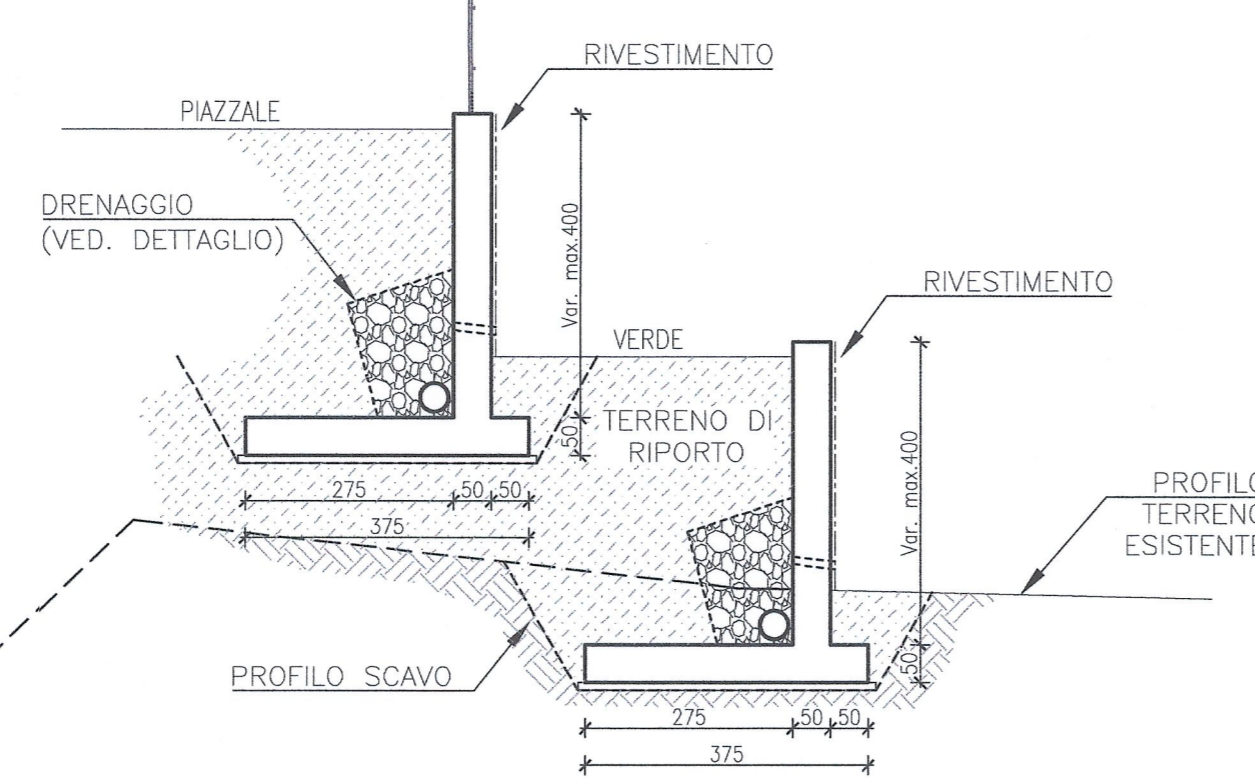 RIVESTIMENTO
PIAZZALE
DRENAGGIO
(VED. DETTAGLIO)
Var. max.400
RIVESTIMENTO
VERDE
TERRENO DI
RIPORTO
50
275
50
50
375
Var. max.400
PROFILO
TERRENO
ESISTENTE
PROFILO SCAVO
50
275
50
50
375